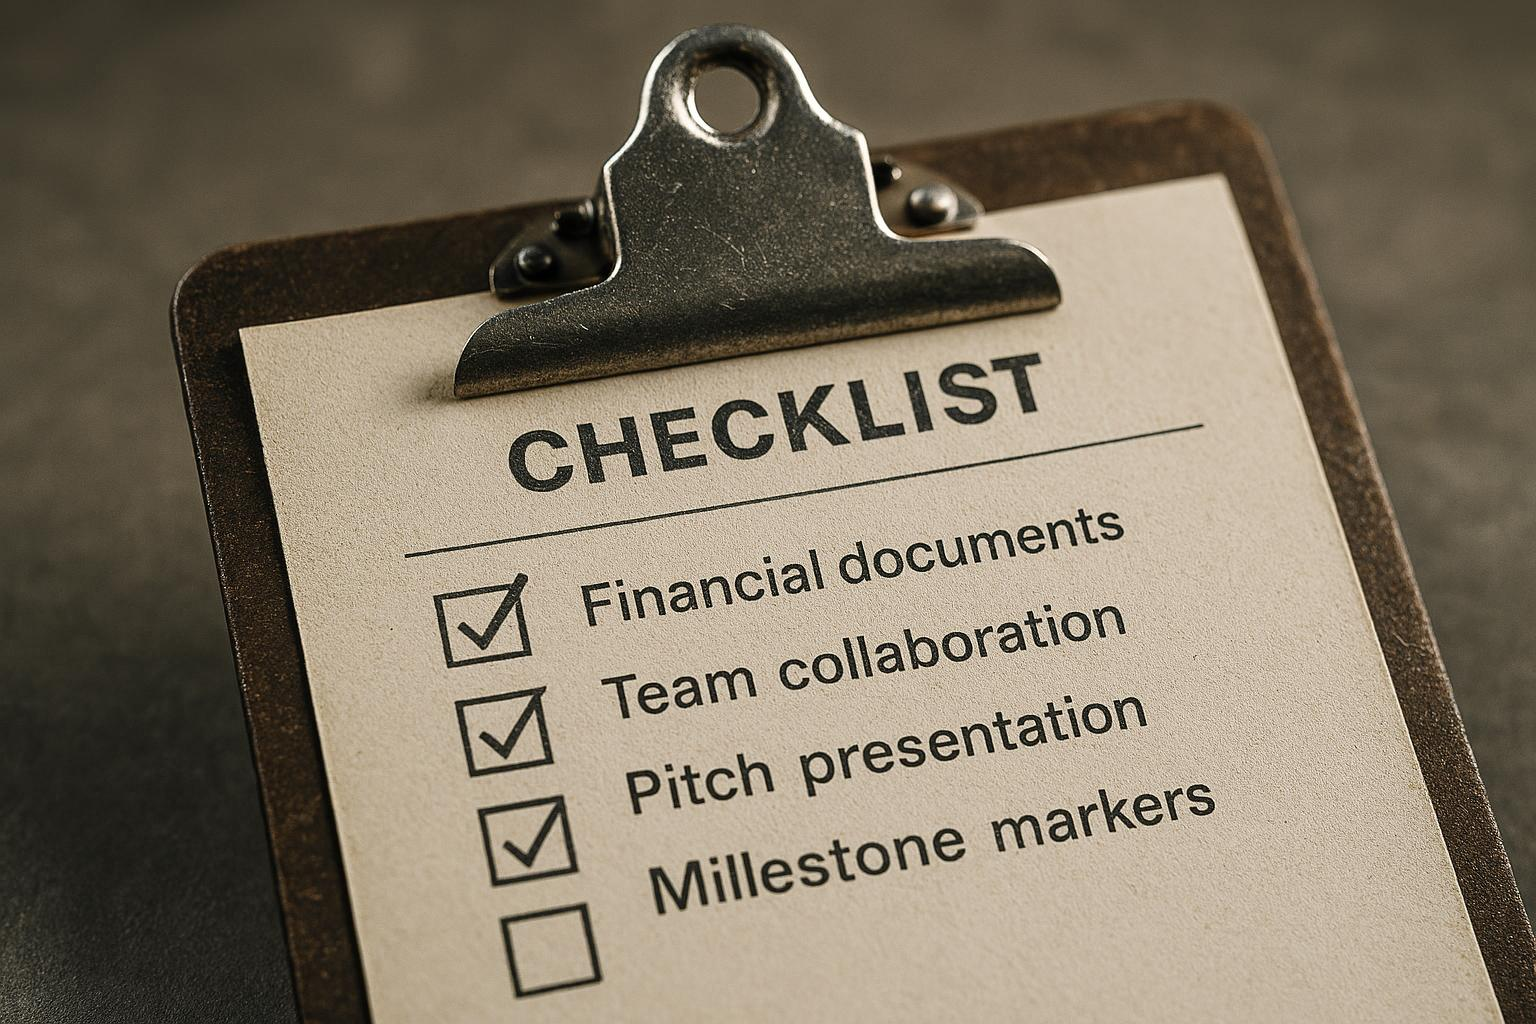 CHECKLIST
Financial documents
Team collaboration
Pitch presentation
Millestone markers